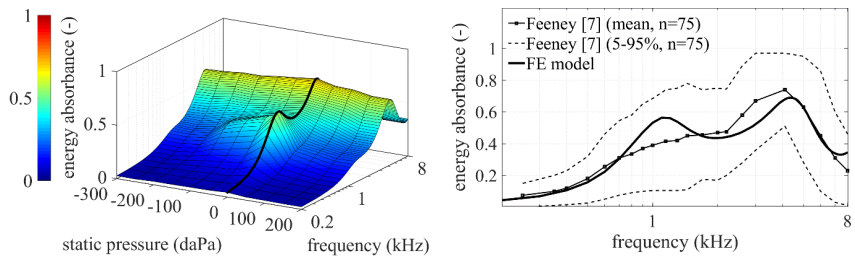 1
0.5
0
energy absorbance (-)
1
0.5
0
-300
-200
-100
0
100
200
0.2
1
8
static pressure (daPa)
frequency (kHz)
Feeney [7] (mean, n=75)
Feeney [7] (5-95%, n=75)
FE model
energy absorbance (-)
1
0.8
0.6
0.4
0.2
1
8
frequency (kHz)